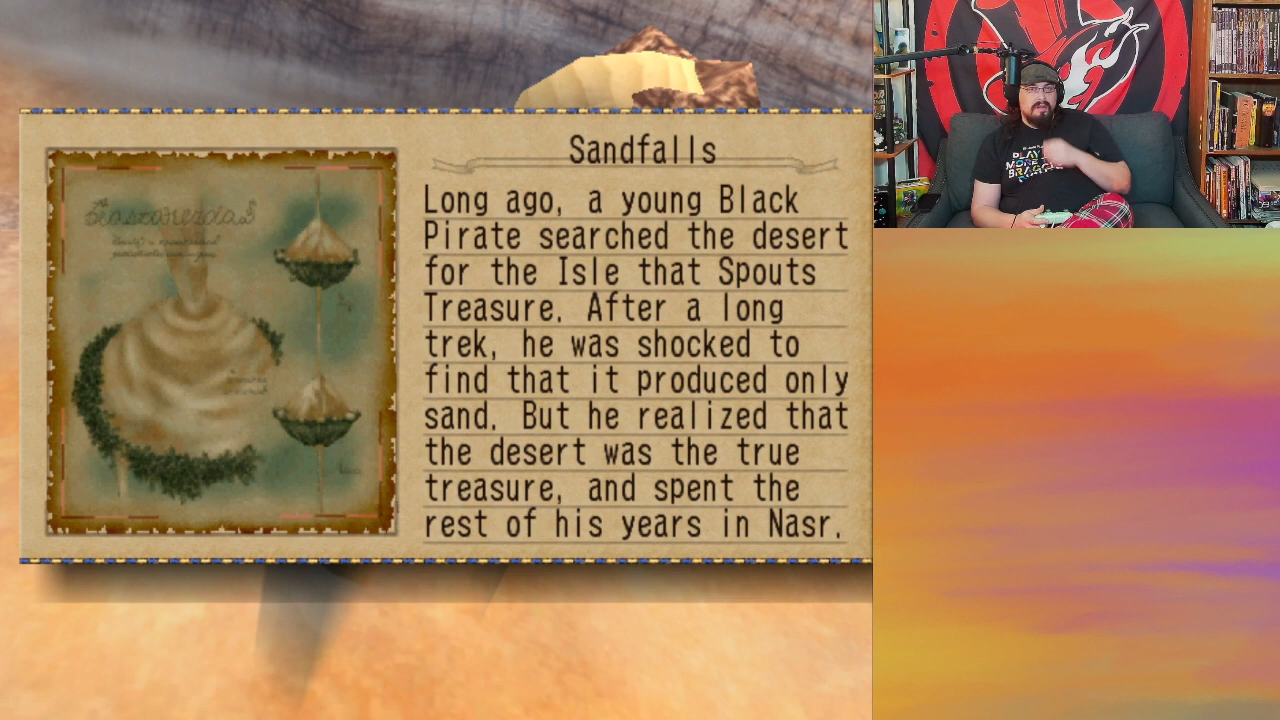 Sandfalls
Long ago, a young Black
Pirate searched the desert
for the Isle that Spouts
Treasure. After a long
trek, he was shocked to
find that it produced only
sand. But he realized that
the desert was the true
treasure, and spent the
rest of his years in Nasr.
PLAY
MORE